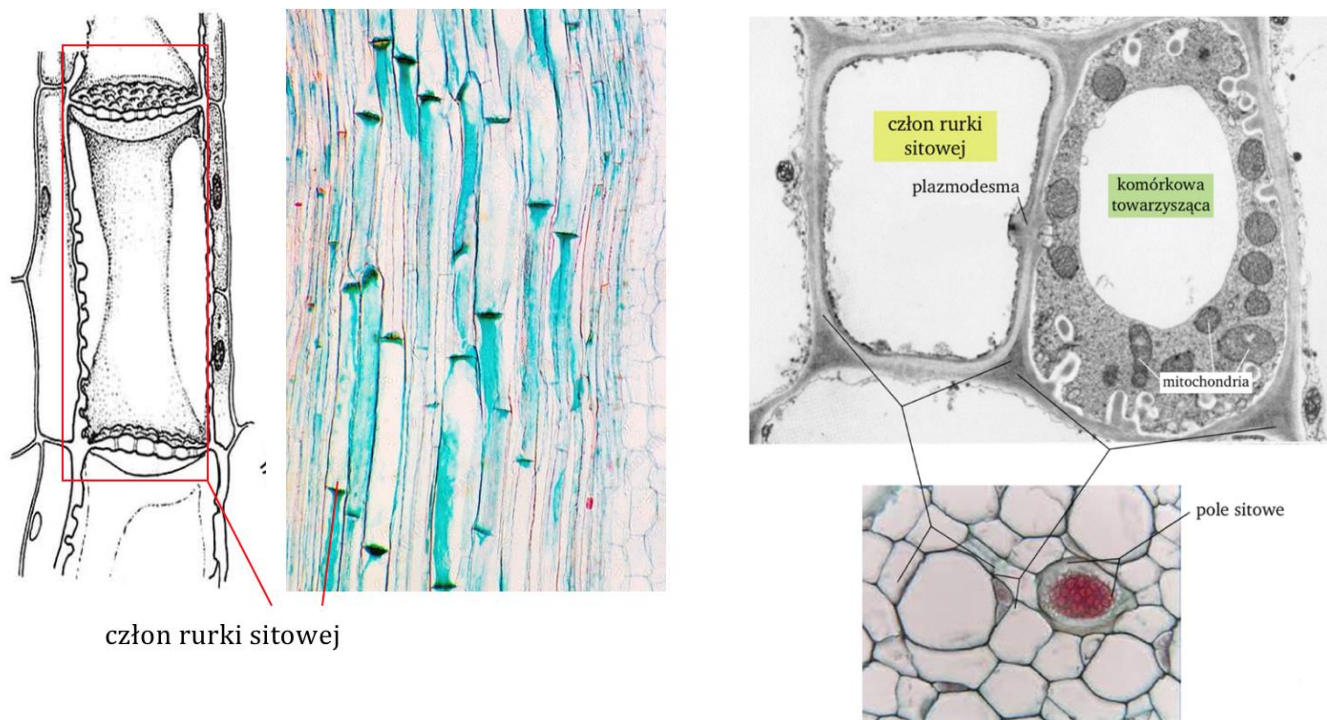 człon rurki sitowej
człon rurki
sitowej
plazmodesma
komórkowa
towarzysząca
mitochondria
pole sitowe